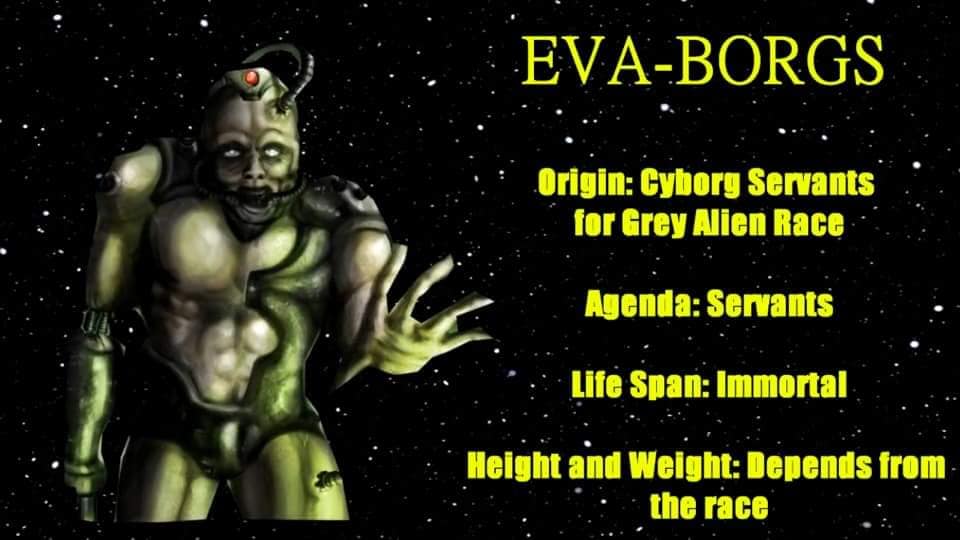 EVA-BORGS
Origin: Cyborg Servants
for Grey Alien Race
Agenda: Servants
Life Span: Immortal
Height and Weight: Depends from
the race